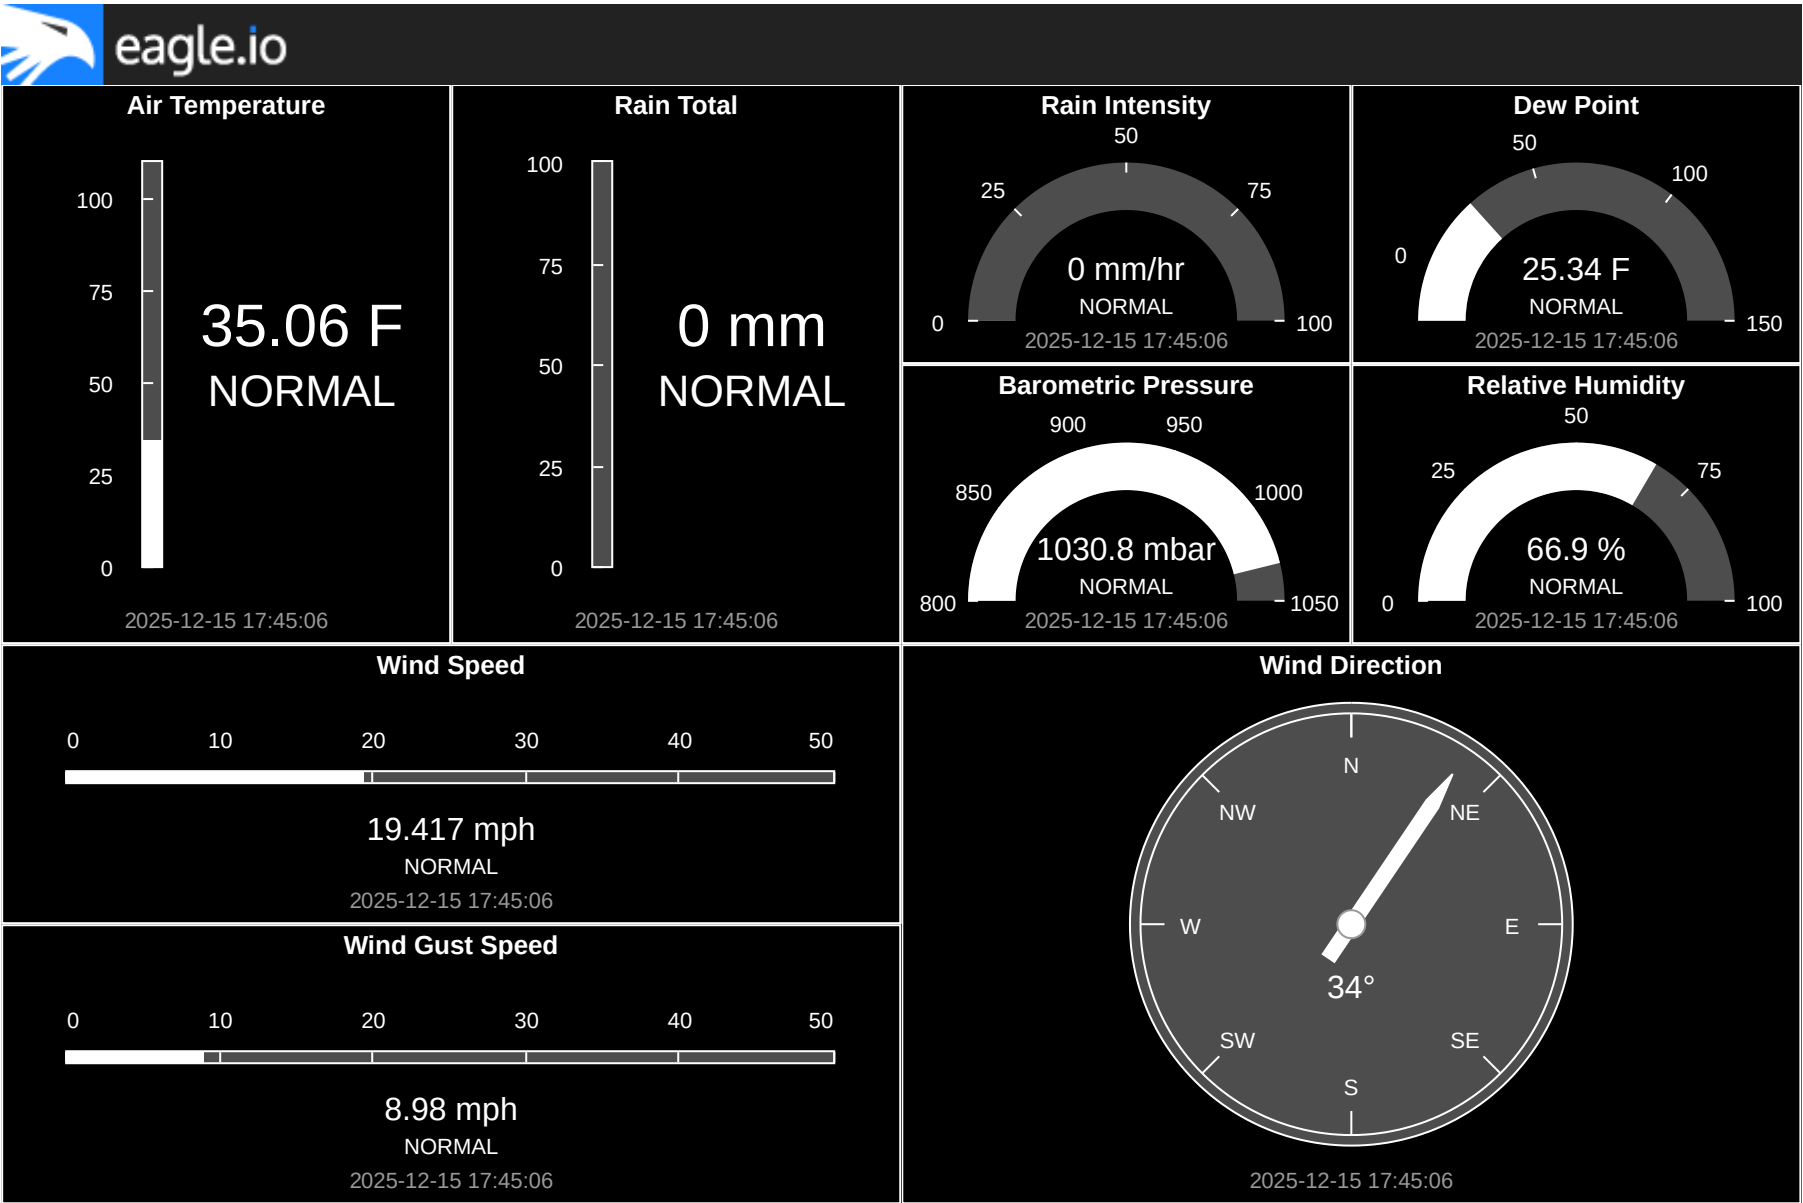 eagle.io
Air Temperature
100
75
50
25
0
35.06 F
NORMAL
2025-12-15 17:45:06
Rain Total
100
75
50
25
0
0 mm
NORMAL
2025-12-15 17:45:06
Rain Intensity
50
25
75
0
100
0 mm/hr
NORMAL
2025-12-15 17:45:06
Dew Point
50
100
0
150
25.34 F
NORMAL
2025-12-15 17:45:06
Barometric Pressure
900
950
850
1000
800
1050
1030.8 mbar
NORMAL
2025-12-15 17:45:06
Relative Humidity
50
25
75
0
100
66.9 %
NORMAL
2025-12-15 17:45:06
Wind Speed
0 10 20 30 40 50
19.417 mph
NORMAL
2025-12-15 17:45:06
Wind Gust Speed
0 10 20 30 40 50
8.98 mph
NORMAL
2025-12-15 17:45:06
Wind Direction
N
NW NE
W E
34°
SW SE
S
2025-12-15 17:45:06